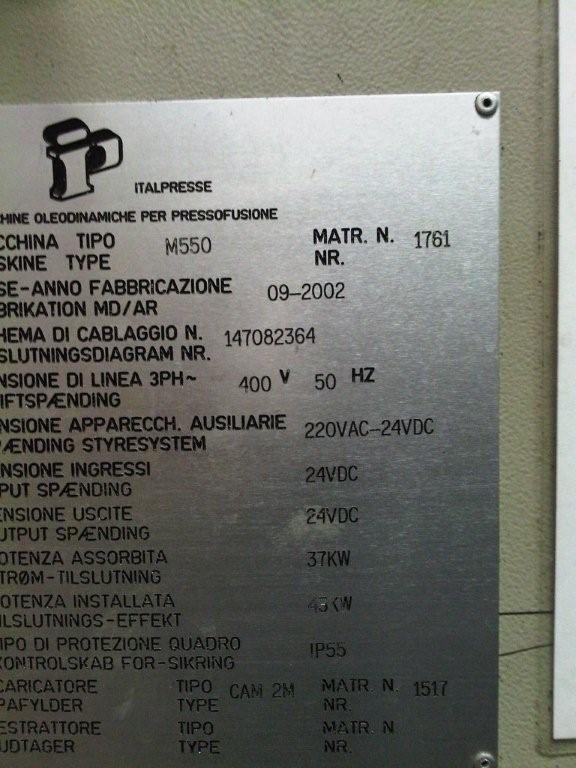 ITALPRESSE
CHINE OLEODINAMICHE PER PRESSOFUSIONE
CCHINA TIPO M550 MATR. N. 1761
SKINE TYPE NR.
SE-ANNO FABBRICAZIONE 09-2002
BRIKATION MD/AR
HEMA DI CABLAGGIO N. 147082364
SLUTNINGSDIAGRAM NR.
NSIONE DI LINEA 3PH~ 400 V 50 HZ
IFTSPÆNDING
NSIONE APPARECCH. AUSILIARIE 220VAC-24VDC
PÆNDING STYRESYSTEM
NSIONE INGRESSI 24VDC
PUT SPÆNDING
ENSIONE USCITE 24VDC
UTPUT SPÆNDING
OTENZA ASSORBITA 37KW
TRØM-TILSLUTNING
OTENZA INSTALLATA 45KW
ILSLUTNINGS-EFFEKT
IPO DI PROTEZIONE QUADRO IP55
KONTROLSKAB FOR-SIKRING
CARICATORE TIPO CAM 2M MATR. N. 1517
PAFYLDER TYPE NR.
ESTRATTORE TIPO MATR. N
UDTAGER TYPE NR.